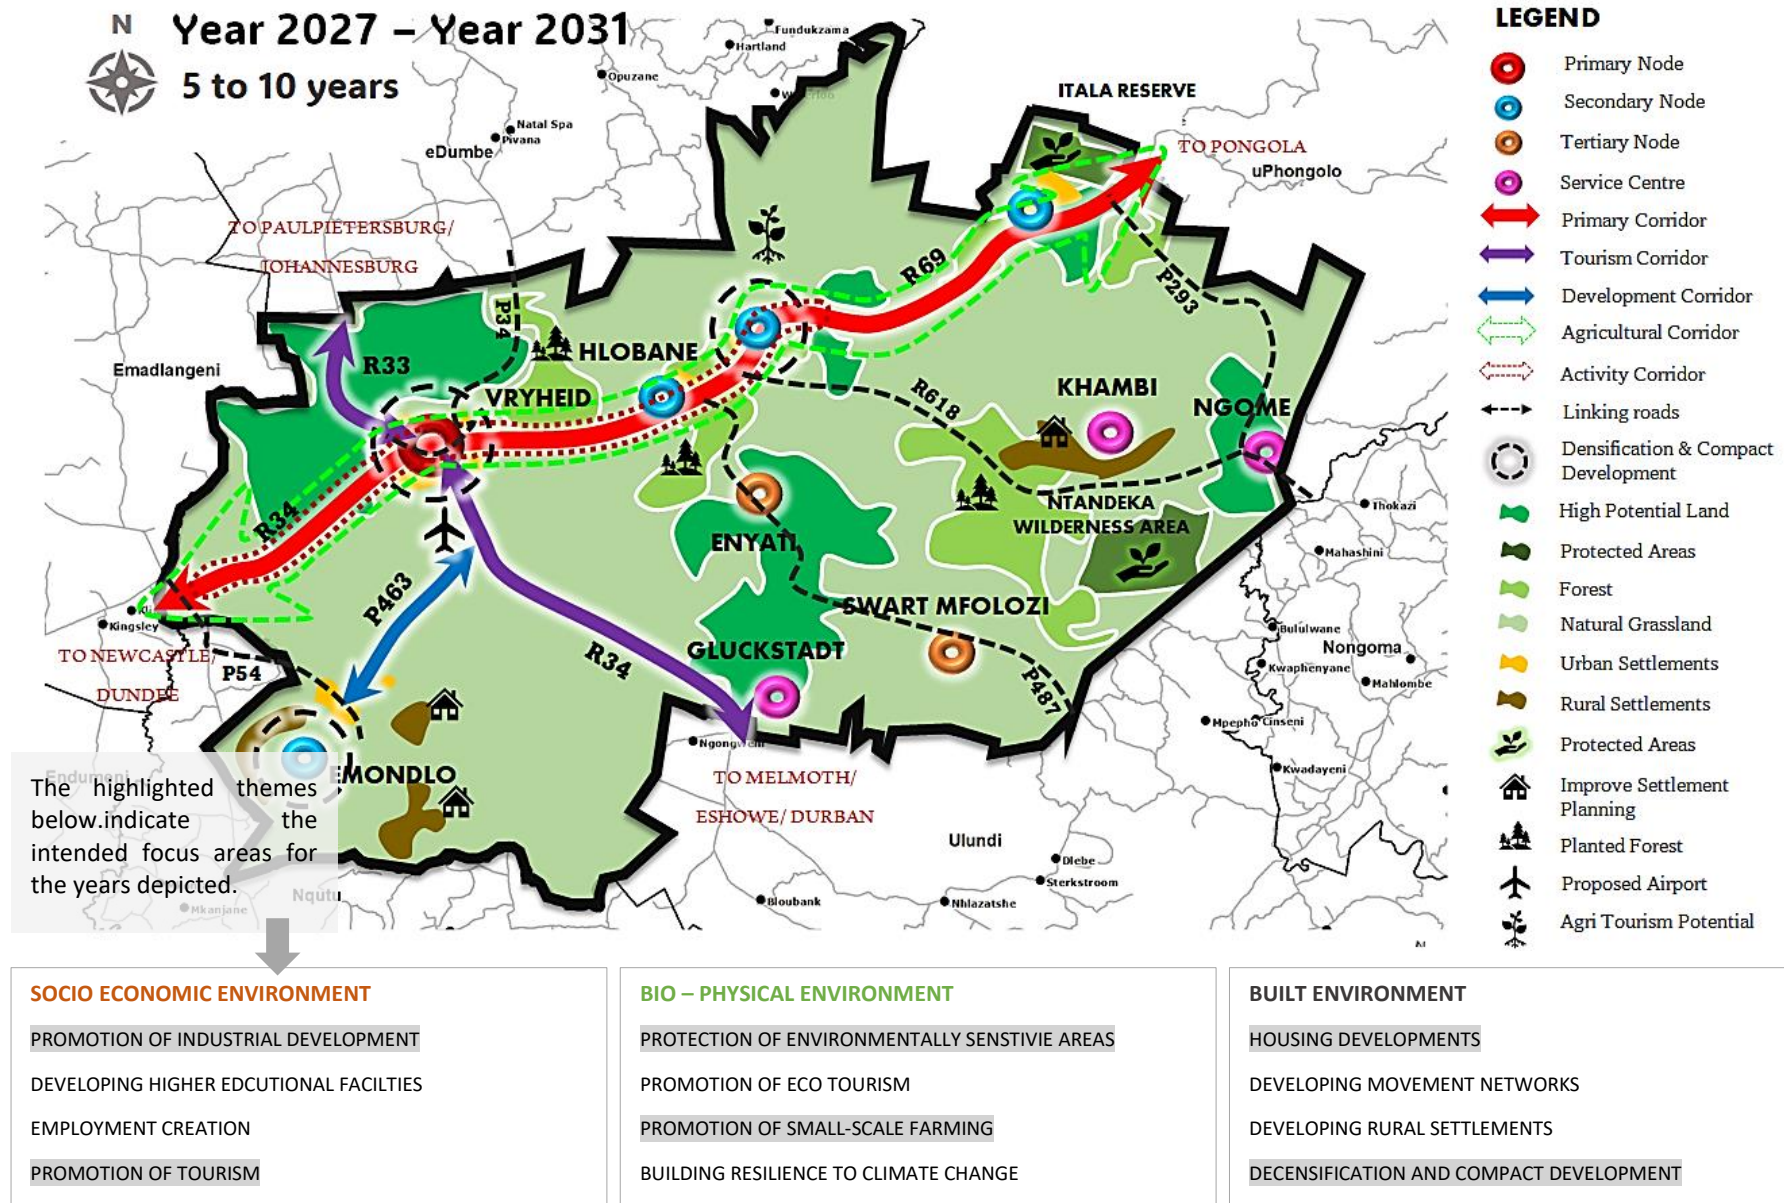 N
Year 2027 – Year 2031
5 to 10 years
Fundukzama
Hartland
Opuzane
Natal Spa
Pivana
eDumbe
ITALA RESERVE
TO PONGOLA
uPhongolo
TO PAULPIETERSBURG/
JOHANNESBURG
R69
P293
P34
R33
HLOBANE
VRYHEID
Emadlangeni
R618
KHAMBI
NGOME
R34
NTANDEKA
WILDERNESS AREA
Thokazi
Mahashini
ENYATI
P463
SWART MFOLOZI
Kingsley
TO NEWCASTLE/
DUNDEE
P54
GLUCKSTADT
R34
P487
Bululwane
Nongoma
Kwaphenyane
Mahlombe
Mpepho
Cinseni
Kwadayeni
EMONDLO
TO MELMOTH/
ESHOWE/ DURBAN
Ulundi
Dlebe
Sterkstroom
Bloubank
Nhlazatshe
Endumeni
Nqutu
Mkanjane
The highlighted themes
below.indicate the
intended focus areas for
the years depicted.
LEGEND
Primary Node
Secondary Node
Tertiary Node
Service Centre
Primary Corridor
Tourism Corridor
Development Corridor
Agricultural Corridor
Activity Corridor
Linking roads
Densification & Compact
Development
High Potential Land
Protected Areas
Forest
Natural Grassland
Urban Settlements
Rural Settlements
Protected Areas
Improve Settlement
Planning
Planted Forest
Proposed Airport
Agri Tourism Potential
SOCIO ECONOMIC ENVIRONMENT
PROMOTION OF INDUSTRIAL DEVELOPMENT
DEVELOPING HIGHER EDCUTIONAL FACILTIES
EMPLOYMENT CREATION
PROMOTION OF TOURISM
BIO – PHYSICAL ENVIRONMENT
PROTECTION OF ENVIRONMENTALLY SENSTIVIE AREAS
PROMOTION OF ECO TOURISM
PROMOTION OF SMALL-SCALE FARMING
BUILDING RESILIENCE TO CLIMATE CHANGE
BUILT ENVIRONMENT
HOUSING DEVELOPMENTS
DEVELOPING MOVEMENT NETWORKS
DEVELOPING RURAL SETTLEMENTS
DECENSIFICATION AND COMPACT DEVELOPMENT